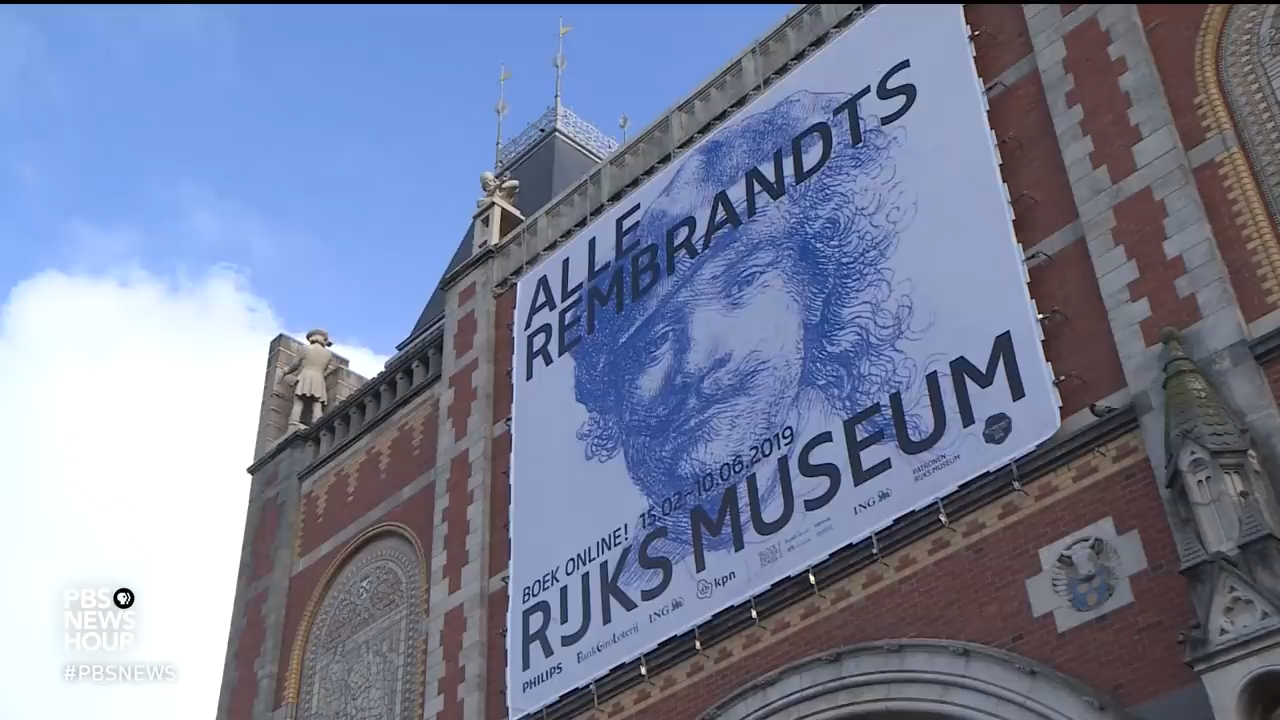 ALLE
REMBRANDTS
BOEK ONLINE! 15.02-10.06.2019
RIJKS MUSEUM
PHILIPS
BankGiroLoterij
ING
kpn
ING
PATRONEN
RIJKS MUSEUM
PBS
NEWS
HOUR
#PBSNEWS